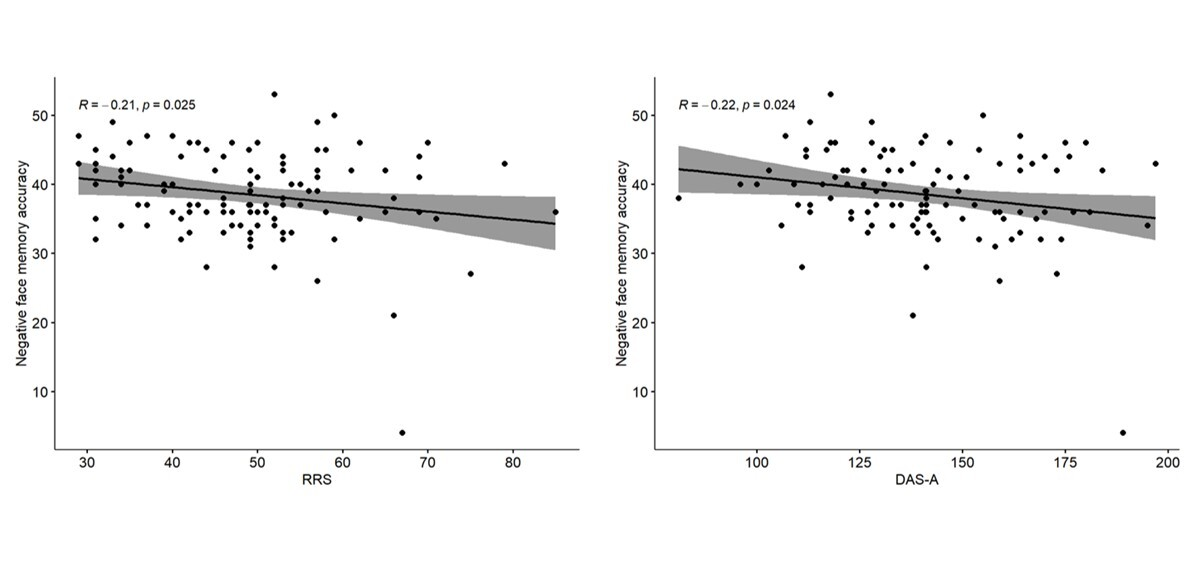 R = −0.21, p = 0.025
50
40
30
20
10
Negative face memory accuracy
30 40 50 60 70 80
RRS
R = −0.22, p = 0.024
50
40
30
20
10
Negative face memory accuracy
100 125 150 175 200
DAS-A